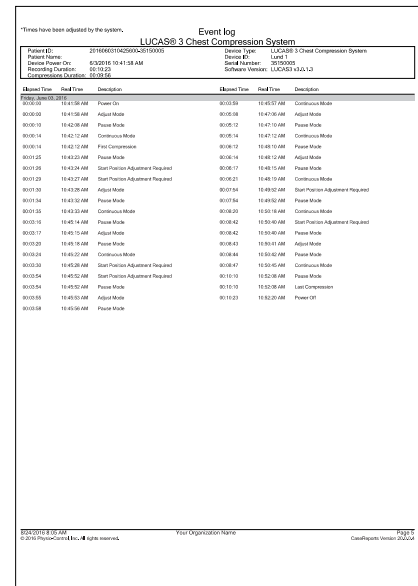 *Times have been adjusted by the system.
Event log
LUCAS® 3 Chest Compression System
Patient ID: 2016060310425600-35150005 Device Type: LUCAS® 3 Chest Compression System
Patient Name: Device ID: Lund 1
Device Power On: 6/3/2016 10:41:58 AM Serial Number: 35150005
Recording Duration: 00:10:23 Software Version: LUCAS3 v3.0.1.3
Compressions Duration: 00:09:56
Elapsed Time Real Time Description Elapsed Time Real Time Description
Friday, June 03, 2016
00:00:00 10:41:58 AM Power On 00:03:59 10:45:57 AM Continuous Mode
00:00:00 10:41:58 AM Adjust Mode 00:05:08 10:47:06 AM Adjust Mode
00:00:10 10:42:08 AM Pause Mode 00:05:12 10:47:10 AM Pause Mode
00:00:14 10:42:12 AM Continuous Mode 00:05:14 10:47:12 AM Continuous Mode
00:00:14 10:42:12 AM First Compression 00:06:12 10:48:10 AM Pause Mode
00:01:25 10:43:23 AM Pause Mode 00:06:14 10:48:12 AM Adjust Mode
00:01:26 10:43:24 AM Start Position Adjustment Required 00:06:17 10:48:15 AM Pause Mode
00:01:29 10:43:27 AM Start Position Adjustment Required 00:06:21 10:48:19 AM Continuous Mode
00:01:30 10:43:28 AM Adjust Mode 00:07:54 10:49:52 AM Start Position Adjustment Required
00:01:34 10:43:32 AM Pause Mode 00:07:54 10:49:52 AM Pause Mode
00:01:35 10:43:33 AM Continuous Mode 00:08:20 10:50:18 AM Continuous Mode
00:03:16 10:45:14 AM Pause Mode 00:08:42 10:50:40 AM Start Position Adjustment Required
00:03:17 10:45:15 AM Adjust Mode 00:08:42 10:50:40 AM Pause Mode
00:03:20 10:45:18 AM Pause Mode 00:08:43 10:50:41 AM Adjust Mode
00:03:24 10:45:22 AM Continuous Mode 00:08:44 10:50:42 AM Pause Mode
00:03:30 10:45:28 AM Start Position Adjustment Required 00:08:47 10:50:45 AM Continuous Mode
00:03:54 10:45:52 AM Start Position Adjustment Required 00:10:10 10:52:08 AM Pause Mode
00:03:54 10:45:52 AM Pause Mode 00:10:10 10:52:08 AM Last Compression
00:03:55 10:45:53 AM Adjust Mode 00:10:23 10:52:20 AM Power Off
00:03:58 10:45:56 AM Pause Mode
8/24/2016 8:05 AM Your Organization Name Page 5
© 2016 Physio-Control, Inc. All rights reserved. CaseReports Version 20.0.0.4